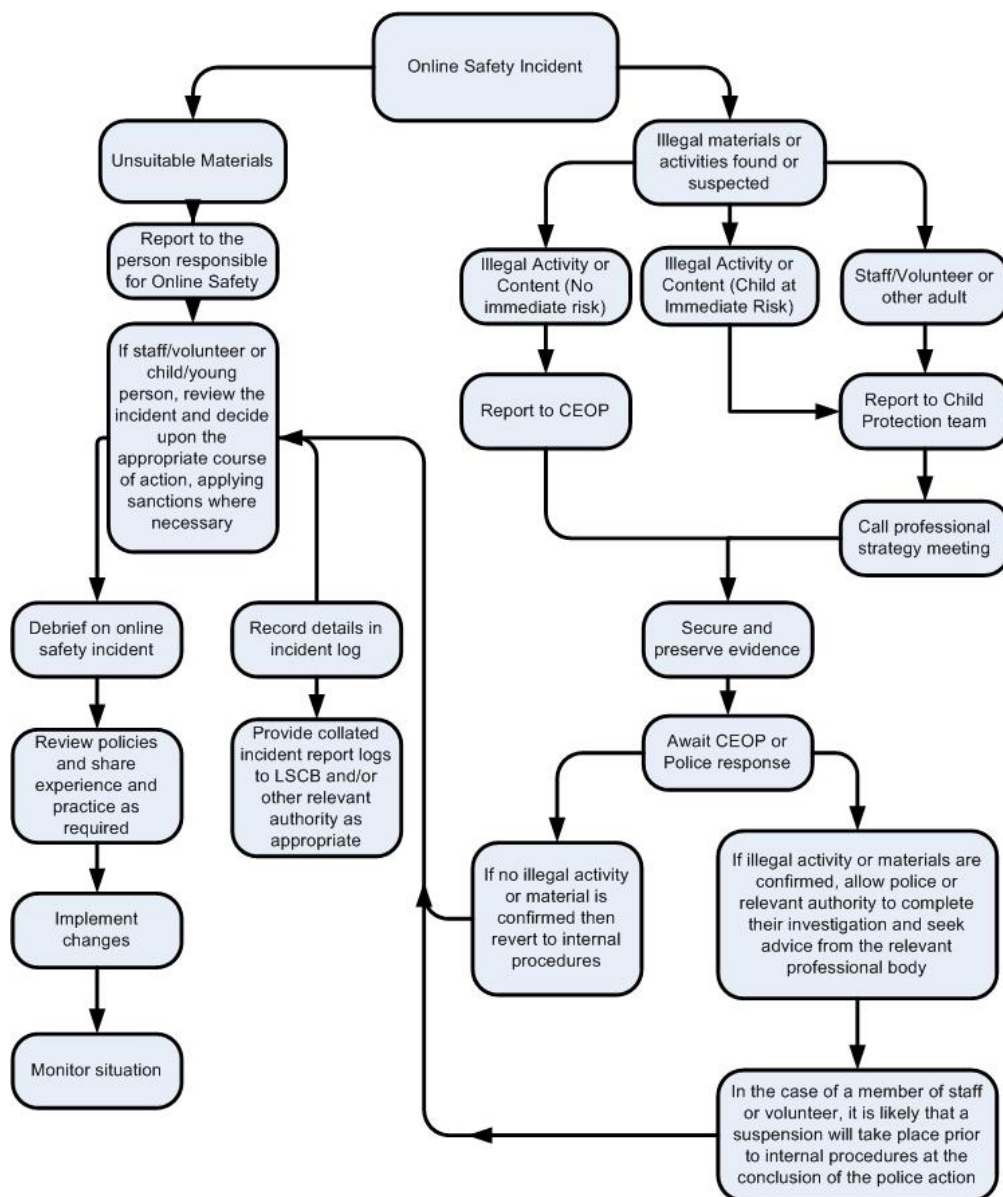 Online Safety Incident
Unsuitable Materials
Report to the
person responsible
for Online Safety
If staff/volunteer or
child/young
person, review the
incident and decide
upon the
appropriate course
of action, applying
sanctions where
necessary
Debrief on online
safety incident
Review policies
and share
experience and
practice as
required
Implement
changes
Monitor situation
Record details in
incident log
Provide collated
incident report logs
to LSCB and/or
other relevant
authority as
appropriate
Illegal materials or
activities found or
suspected
Illegal Activity or
Content (No
immediate risk)
Illegal Activity or
Content (Child at
Immediate Risk)
Staff/Volunteer or
other adult
Report to CEOP
Report to Child
Protection team
Call professional
strategy meeting
Secure and
preserve evidence
Await CEOP or
Police response
If no illegal activity
or material is
confirmed then
revert to internal
procedures
If illegal activity or materials are
confirmed, allow police or
relevant authority to complete
their investigation and seek
advice from the relevant
professional body
In the case of a member of staff
or volunteer, it is likely that a
suspension will take place prior
to internal procedures at the
conclusion of the police action